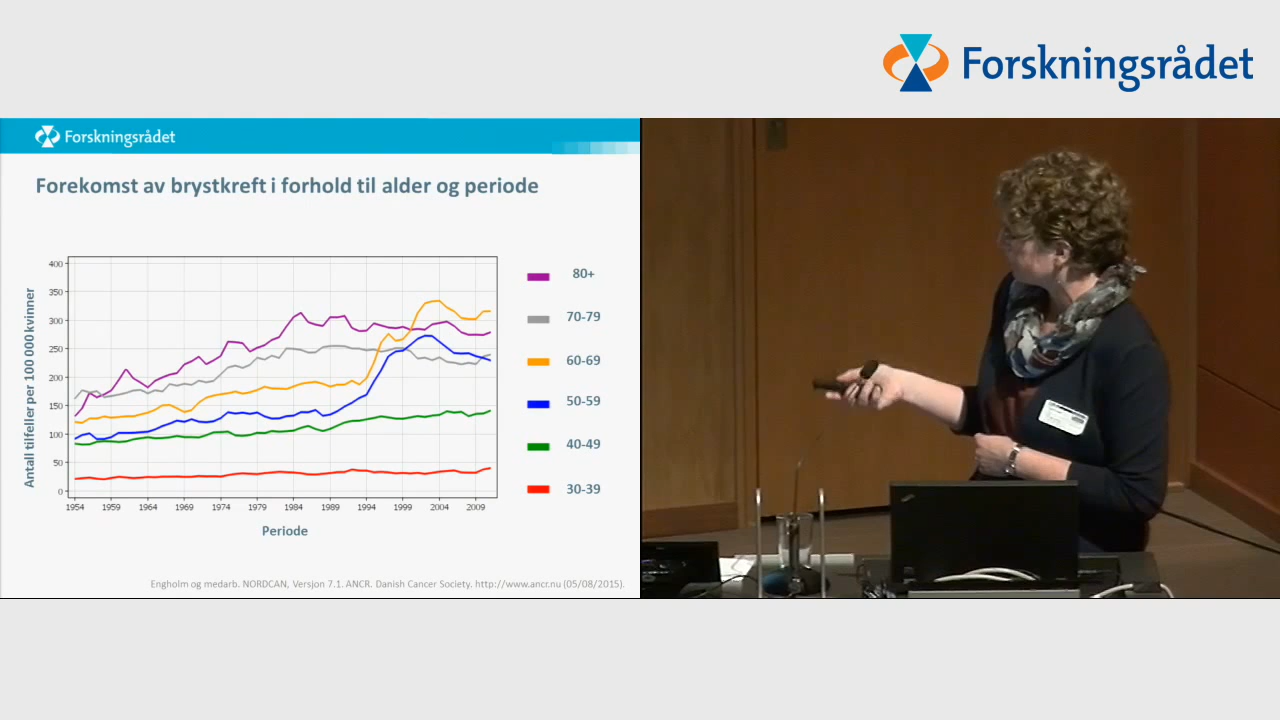 Forskningsrådet
Forskningsrådet
Forekomst av brystkreft i forhold til alder og periode
Antall tilfeller per 100 000 kvinner
400
350
300
250
200
150
100
50
0
1954 1959 1964 1969 1974 1979 1984 1989 1994 1999 2004 2009
Periode
80+
70-79
60-69
50-59
40-49
30-39
Engholm og medarb. NORDCAN, Versjon 7.1. ANCR. Danish Cancer Society. http://www.ancr.nu (05/08/2015).